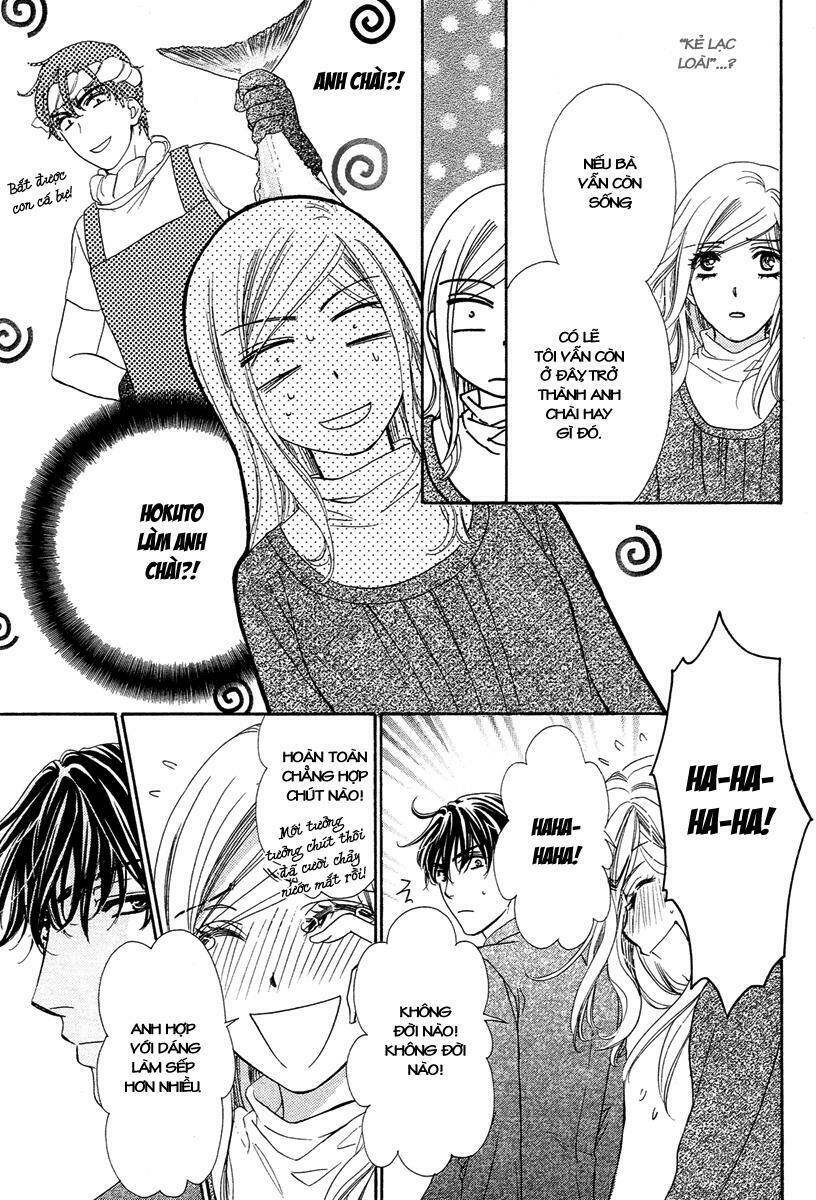 "KẺ LẠC
LOÀI"...?
NẾU BÀ
VẪN CÒN
SỐNG,
CÓ LẼ
TÔI VẪN CÒN
Ở ĐÂY, TRỞ
THÀNH ANH
CHÀI HAY
GÌ ĐÓ.
ANH CHÀI?!
Bắt được
con cá bự!
HOKUTO
LÀM ANH
CHÀI?!
HA-HA-
HA-HA!
HAHA-
HAHA!
HOÀN TOÀN
CHẲNG HỢP
CHÚT NÀO!
Mới tưởng
tưởng chút thôi
đã cười chảy
nước mắt rồi!
KHÔNG
ĐỜI NÀO!
KHÔNG ĐỜI
NÀO!
ANH HỢP
VỚI DÁNG
LÀM SẾP
HƠN NHIỀU.